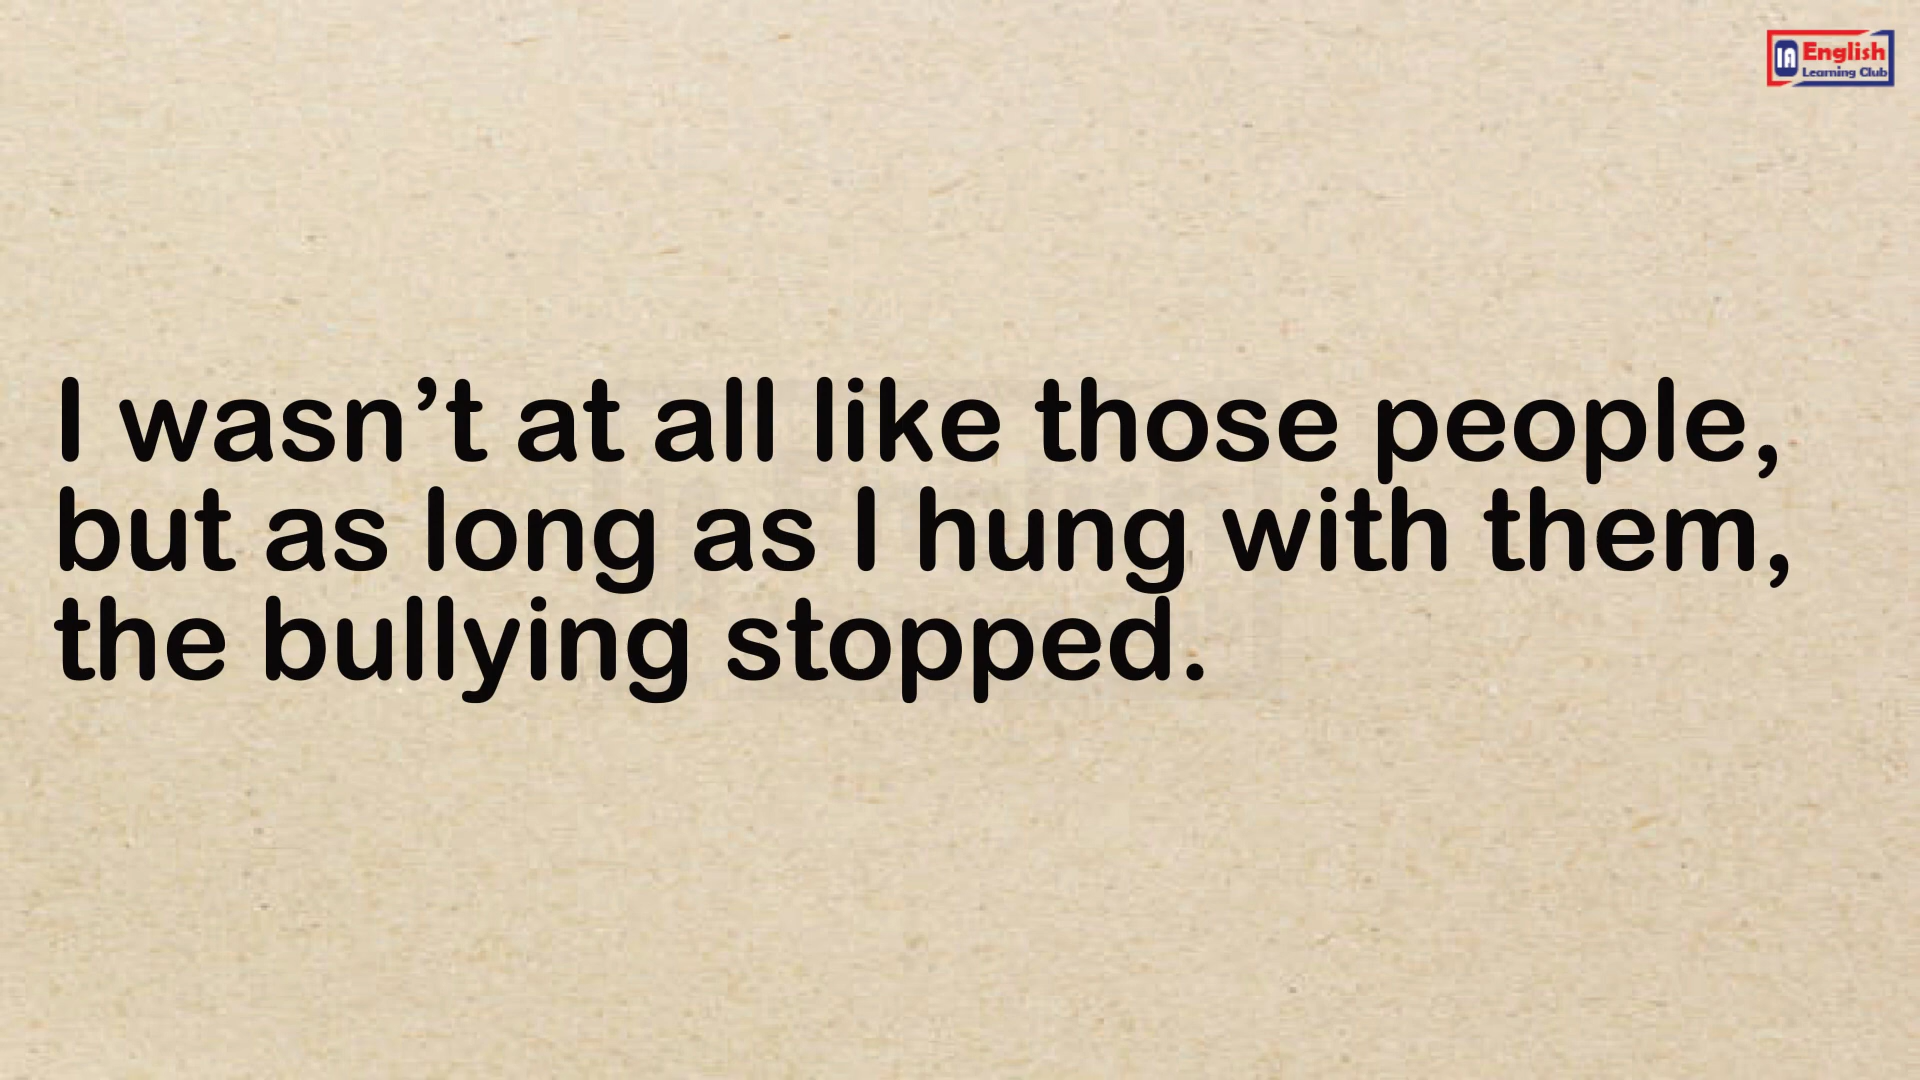 IA English
Learning Club
I wasn’t at all like those people,
but as long as I hung with them,
the bullying stopped.